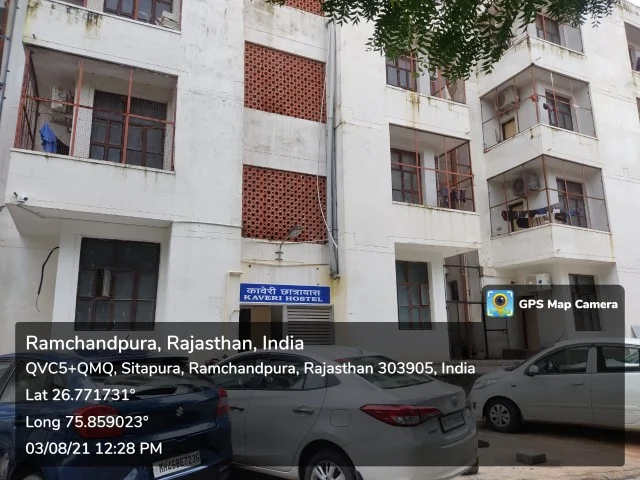 कावेरी छात्रावास
KAVERI HOSTEL
GPS Map Camera
Ramchandpura, Rajasthan, India
QVC5+QMQ, Sitapura, Ramchandpura, Rajasthan 303905, India
Lat 26.771731°
Long 75.859023°
03/08/21 12:28 PM